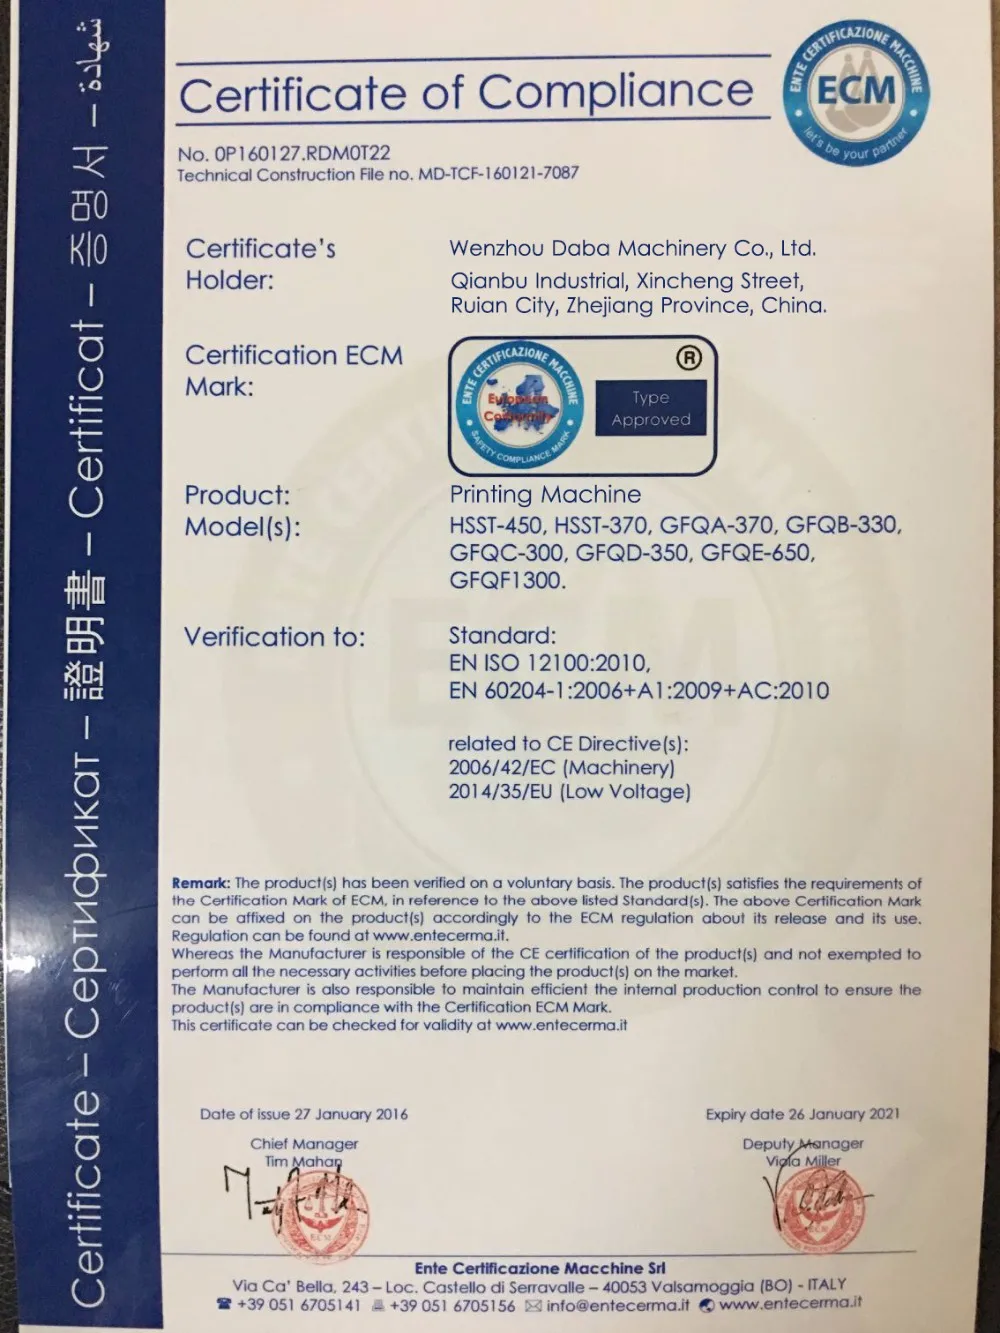 Certificate – Сертификат – 證明書 – Certificat – 증명서 – شهادة
Certificate of Compliance
ENTE CERTIFICAZIONE MACCHINE
ECM
let's be your partner
No. 0P160127.RDM0T22
Technical Construction File no. MD-TCF-160121-7087
Certificate's Holder:
Wenzhou Daba Machinery Co., Ltd.
Qianbu Industrial, Xincheng Street,
Ruian City, Zhejiang Province, China.
Certification ECM
Mark:
ENTE CERTIFICAZIONE MACCHINE
European
Conformity
SAFETY COMPLIANCE MARK
®
Type
Approved
Product:
Printing Machine
Model(s):
HSST-450, HSST-370, GFQA-370, GFQB-330,
GFQC-300, GFQD-350, GFQE-650,
GFQF1300.
Verification to:
Standard:
EN ISO 12100:2010,
EN 60204-1:2006+A1:2009+AC:2010
related to CE Directive(s):
2006/42/EC (Machinery)
2014/35/EU (Low Voltage)
Remark: The product(s) has been verified on a voluntary basis. The product(s) satisfies the requirements of
the Certification Mark of ECM, in reference to the above listed Standard(s). The above Certification Mark
can be affixed on the product(s) accordingly to the ECM regulation about its release and its use.
Regulation can be found at www.entecerma.it.
Whereas the Manufacturer is responsible of the CE certification of the product(s) and not exempted to
perform all the necessary activities before placing the product(s) on the market.
The Manufacturer is also responsible to maintain efficient the internal production control to ensure the
product(s) are in compliance with the Certification ECM Mark.
This certificate can be checked for validity at www.entecerma.it
Date of issue 27 January 2016
Expiry date 26 January 2021
Chief Manager
Tim Mahan
Deputy Manager
Viola Miller
ECM
Ente Certificazione Macchine Srl
Via Ca' Bella, 243 – Loc. Castello di Serravalle – 40053 Valsamoggia (BO) - ITALY
☎ +39 051 6705141 +39 051 6705156 info@entecerma.it www.entecerma.it